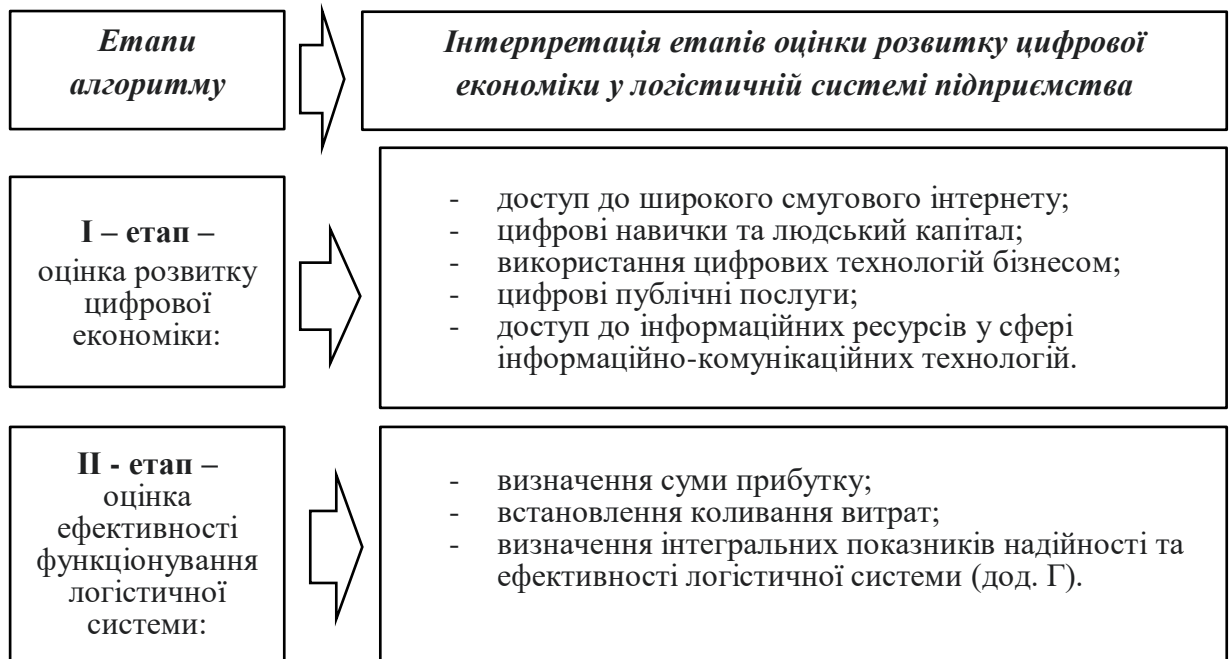 Етапи
алгоритму
Інтерпретація етапів оцінки розвитку цифрової
економіки у логістичній системі підприємства
І – етап –
оцінка розвитку
цифрової
економіки:
- доступ до широкого смугового інтернету;
- цифрові навички та людський капітал;
- використання цифрових технологій бізнесом;
- цифрові публічні послуги;
- доступ до інформаційних ресурсів у сфері
інформаційно-комунікаційних технологій.
ІІ - етап –
оцінка
ефективності
функціонування
логістичної
системи:
- визначення суми прибутку;
- встановлення коливання витрат;
- визначення інтегральних показників надійності та
ефективності логістичної системи (дод. Г).